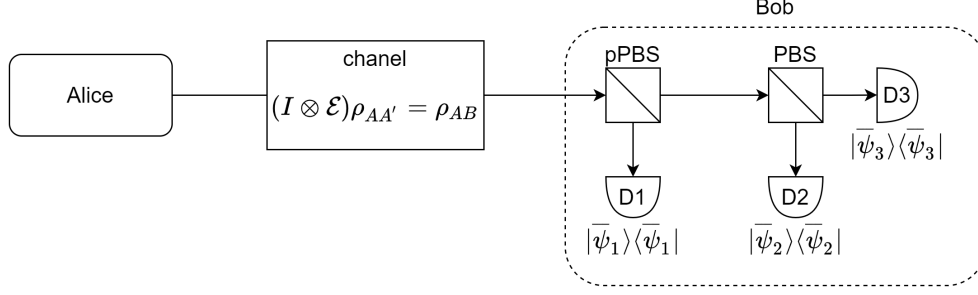 Bob
Alice
chanel
(I ⊗ ℰ)ρ_{AA'} = ρ_{AB}
pPBS
PBS
D3
|ψ̅₃⟩⟨ψ̅₃|
D1
D2
|ψ̅₁⟩⟨ψ̅₁|
|ψ̅₂⟩⟨ψ̅₂|